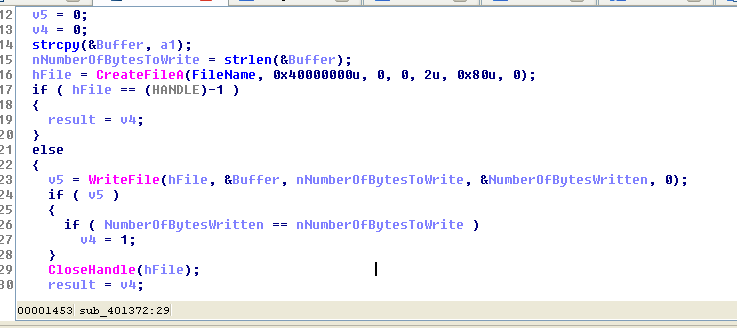 12 v5 = 0;
13 v4 = 0;
14 strcpy(&Buffer, a1);
15 nNumberOfBytesToWrite = strlen(&Buffer);
16 hFile = CreateFileA(FileName, 0x40000000u, 0, 0, 2u, 0x80u, 0);
17 if ( hFile == (HANDLE)-1 )
18 {
19 result = v4;
20 }
21 else
22 {
23 v5 = WriteFile(hFile, &Buffer, nNumberOfBytesToWrite, &NumberOfBytesWritten, 0);
24 if ( v5 )
25 {
26 if ( NumberOfBytesWritten == nNumberOfBytesToWrite )
27 v4 = 1;
28 }
29 CloseHandle(hFile);
30 result = v4;
00001453 sub_401372:29